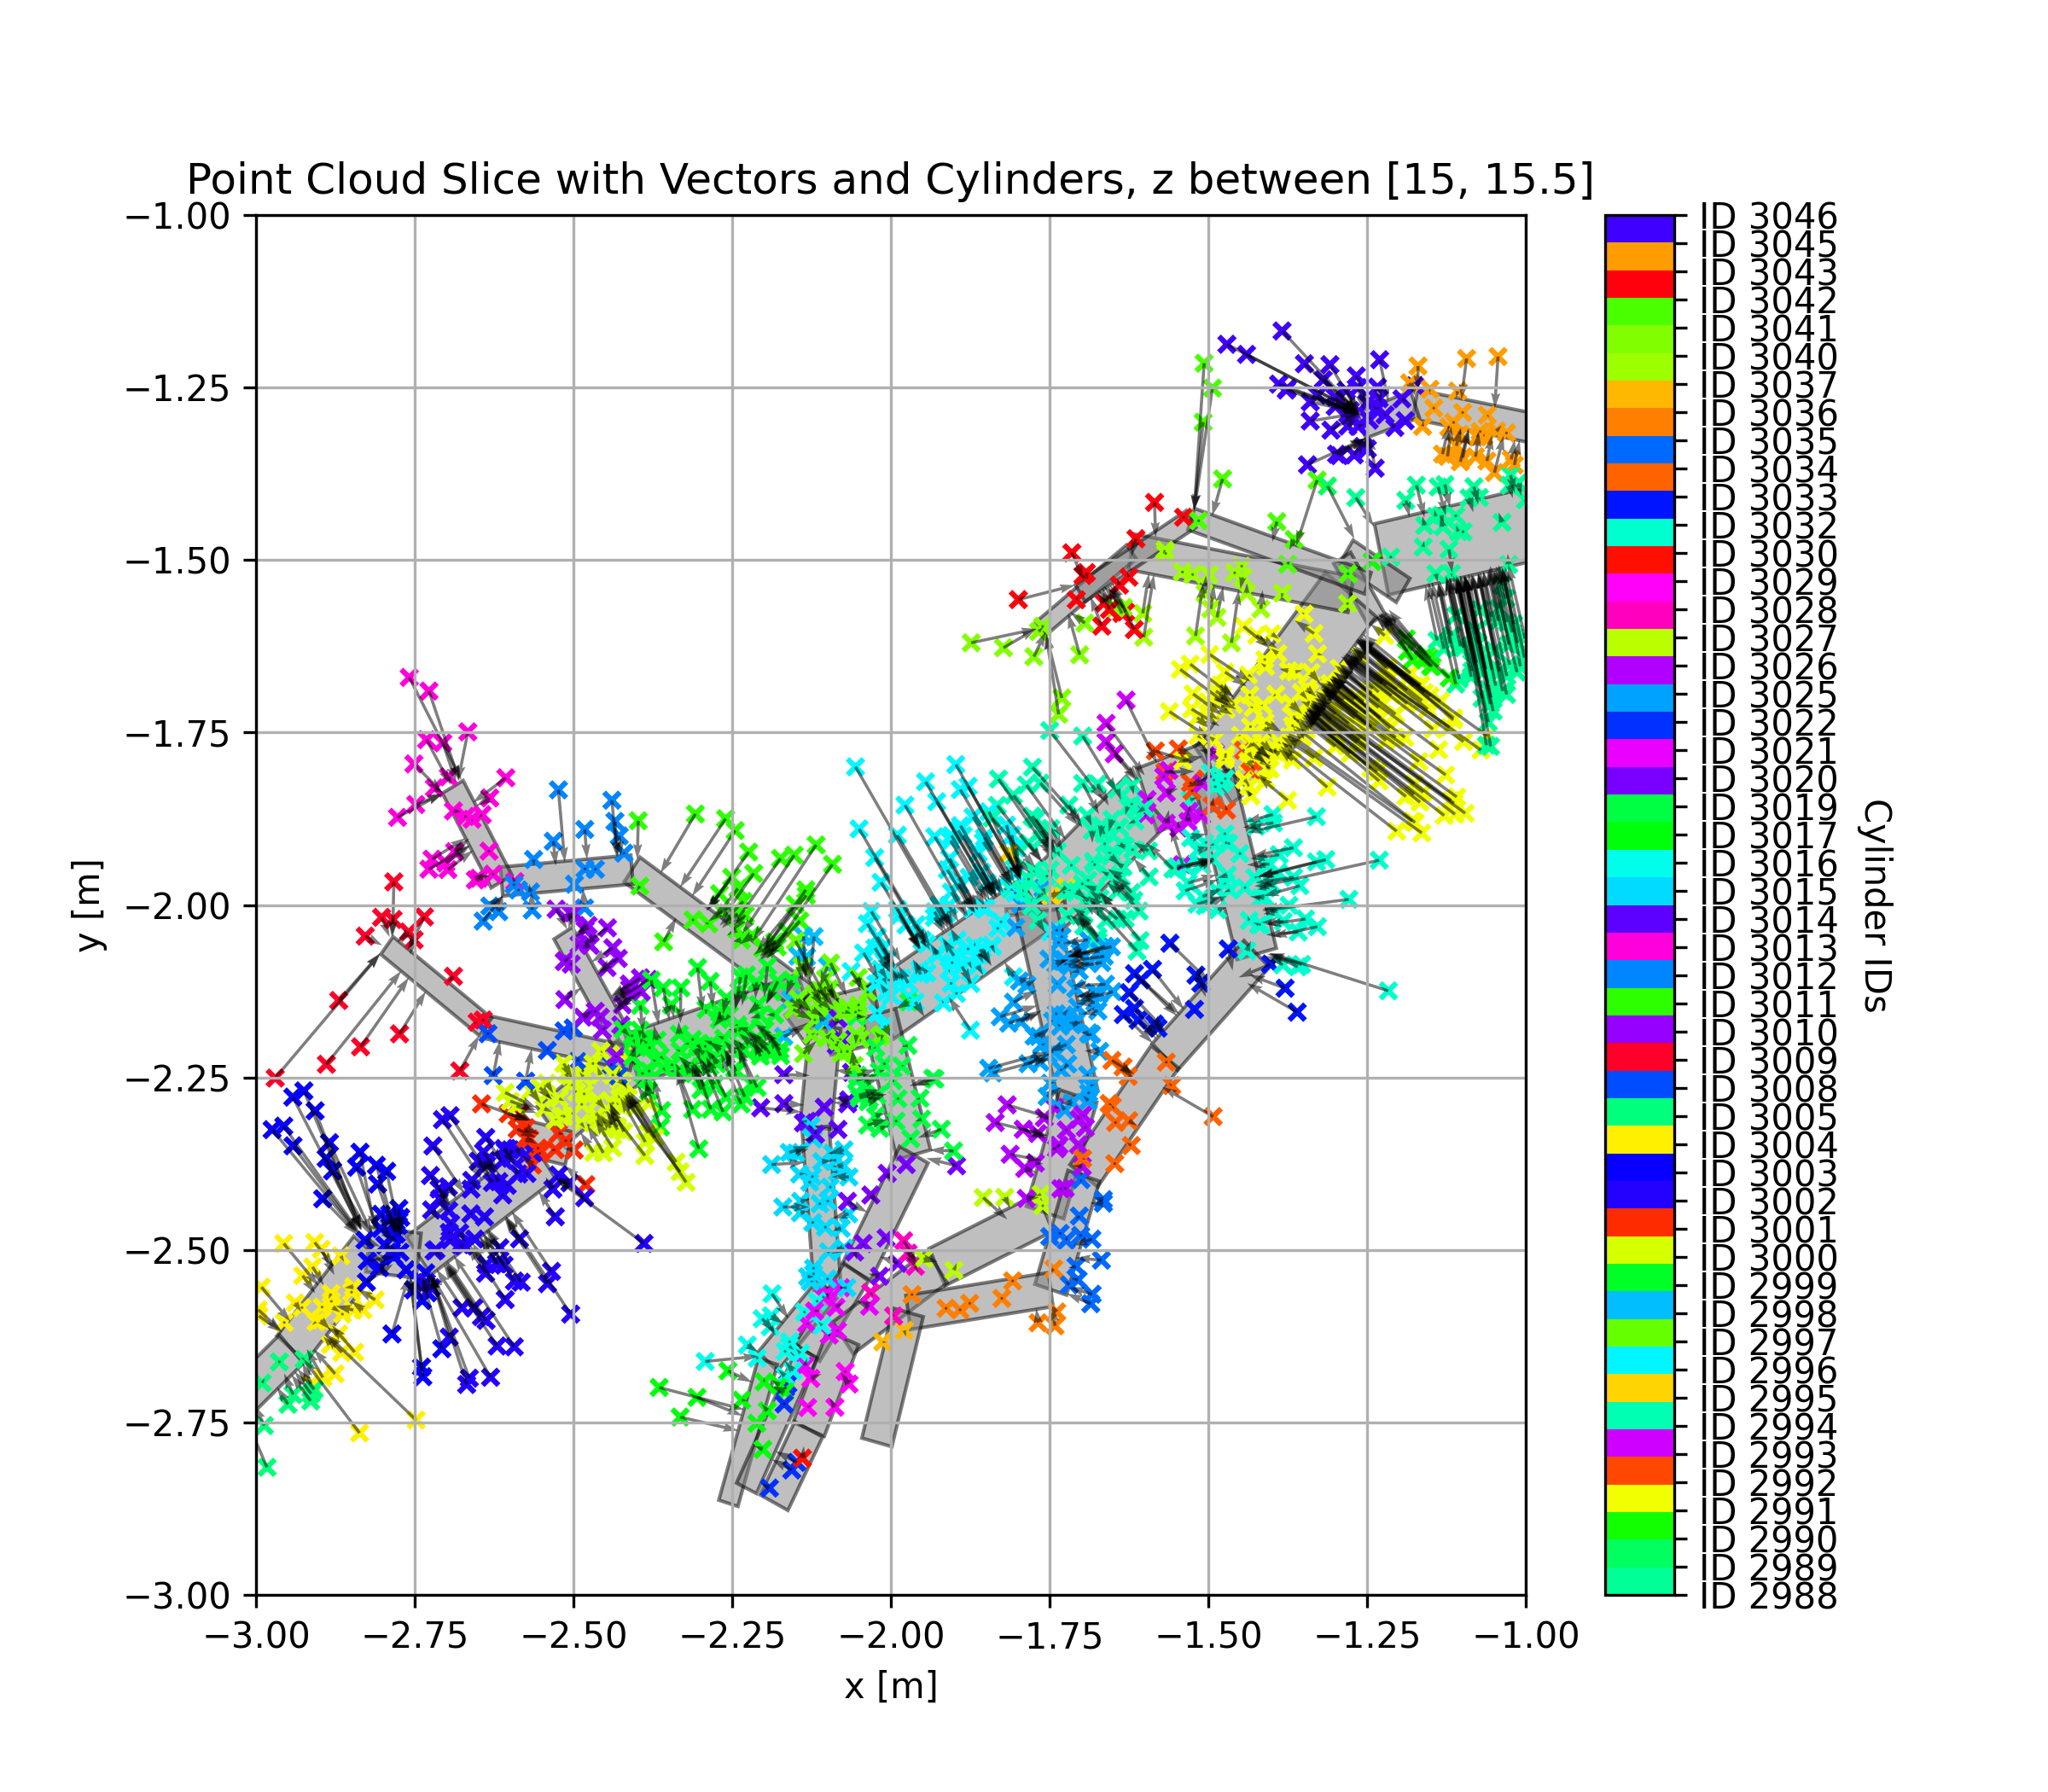 Point Cloud Slice with Vectors and Cylinders, z between [15, 15.5]
−1.00
−1.25
−1.50
−1.75
−2.00
−2.25
−2.50
−2.75
−3.00
y [m]
−3.00 −2.75 −2.50 −2.25 −2.00 −1.75 −1.50 −1.25 −1.00
x [m]
ID 3046
ID 3045
ID 3043
ID 3042
ID 3041
ID 3040
ID 3037
ID 3036
ID 3035
ID 3034
ID 3033
ID 3032
ID 3030
ID 3029
ID 3028
ID 3027
ID 3026
ID 3025
ID 3022
ID 3021
ID 3020
ID 3019
ID 3017
ID 3016
ID 3015
ID 3014
ID 3013
ID 3012
ID 3011
ID 3010
ID 3009
ID 3008
ID 3005
ID 3004
ID 3003
ID 3002
ID 3001
ID 3000
ID 2999
ID 2998
ID 2997
ID 2996
ID 2995
ID 2994
ID 2993
ID 2992
ID 2991
ID 2990
ID 2989
ID 2988
Cylinder IDs